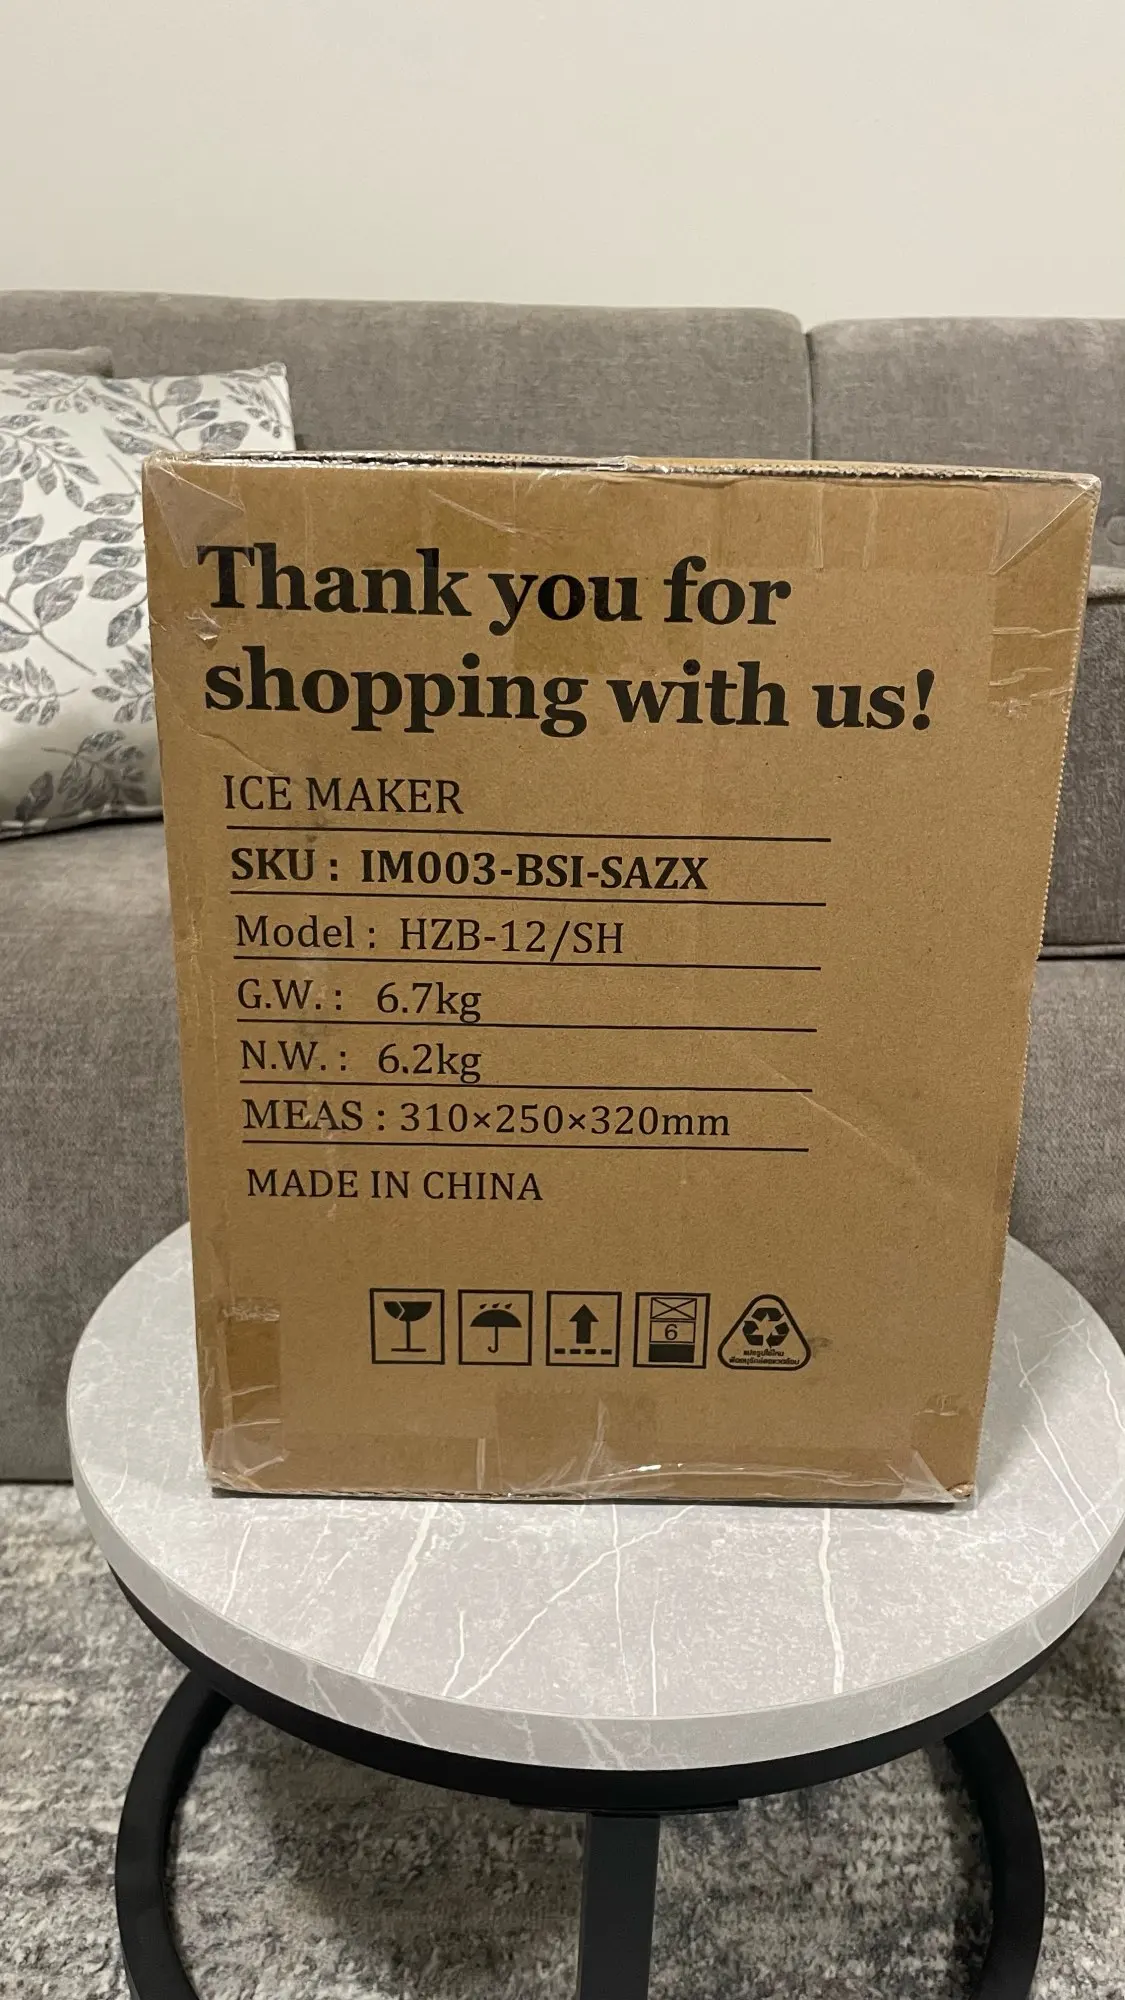 Thank you for
shopping with us!
ICE MAKER
SKU : IM003-BSI-SAZX
Model : HZB-12/SH
G.W. : 6.7kg
N.W. : 6.2kg
MEAS : 310×250×320mm
MADE IN CHINA
6